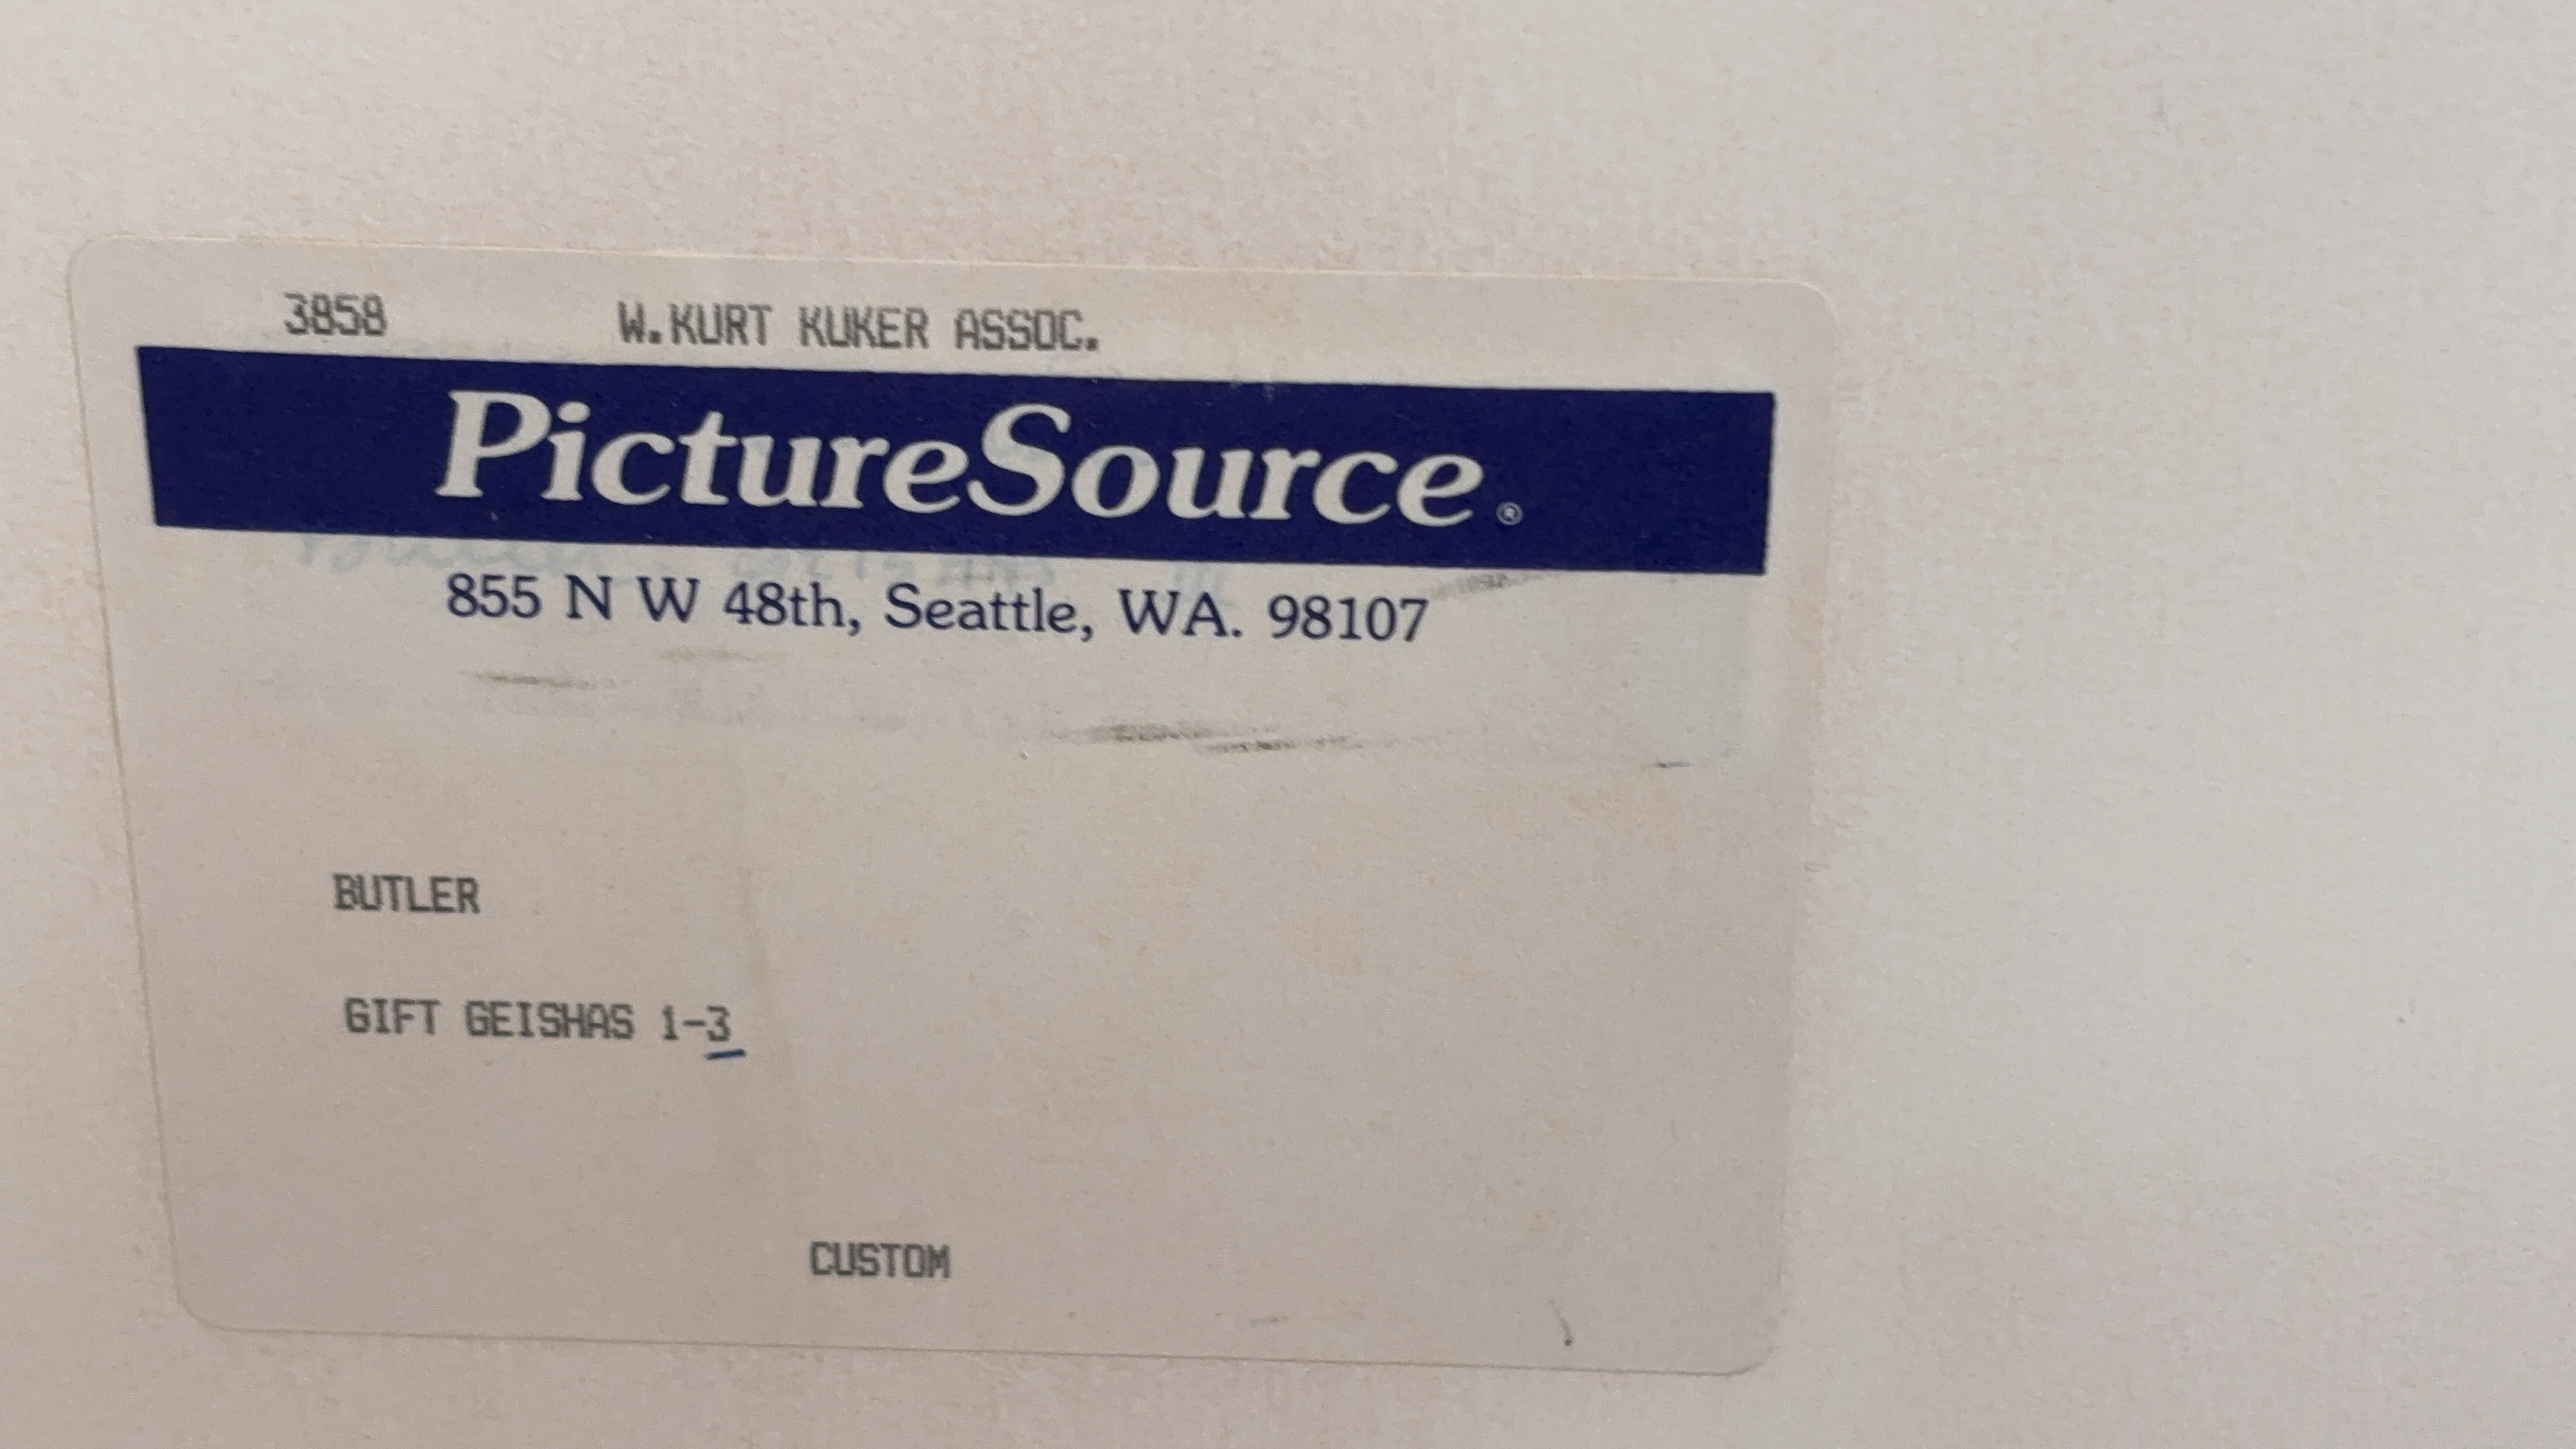 3858 W.KURT KUKER ASSOC.
PictureSource®
855 N W 48th, Seattle, WA. 98107
BUTLER
GIFT GEISHAS 1-3
CUSTOM